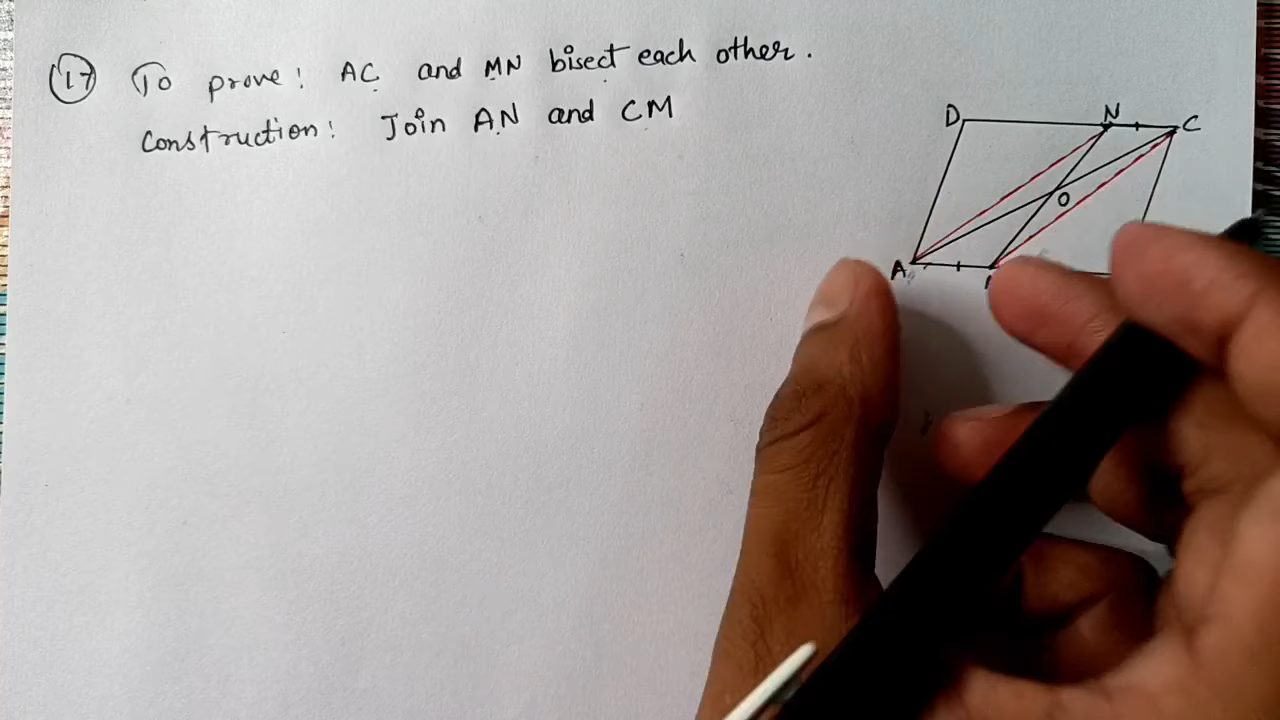 17 To prove: AC and MN bisect each other.
Construction: Join AN and CM
D N C
O
A